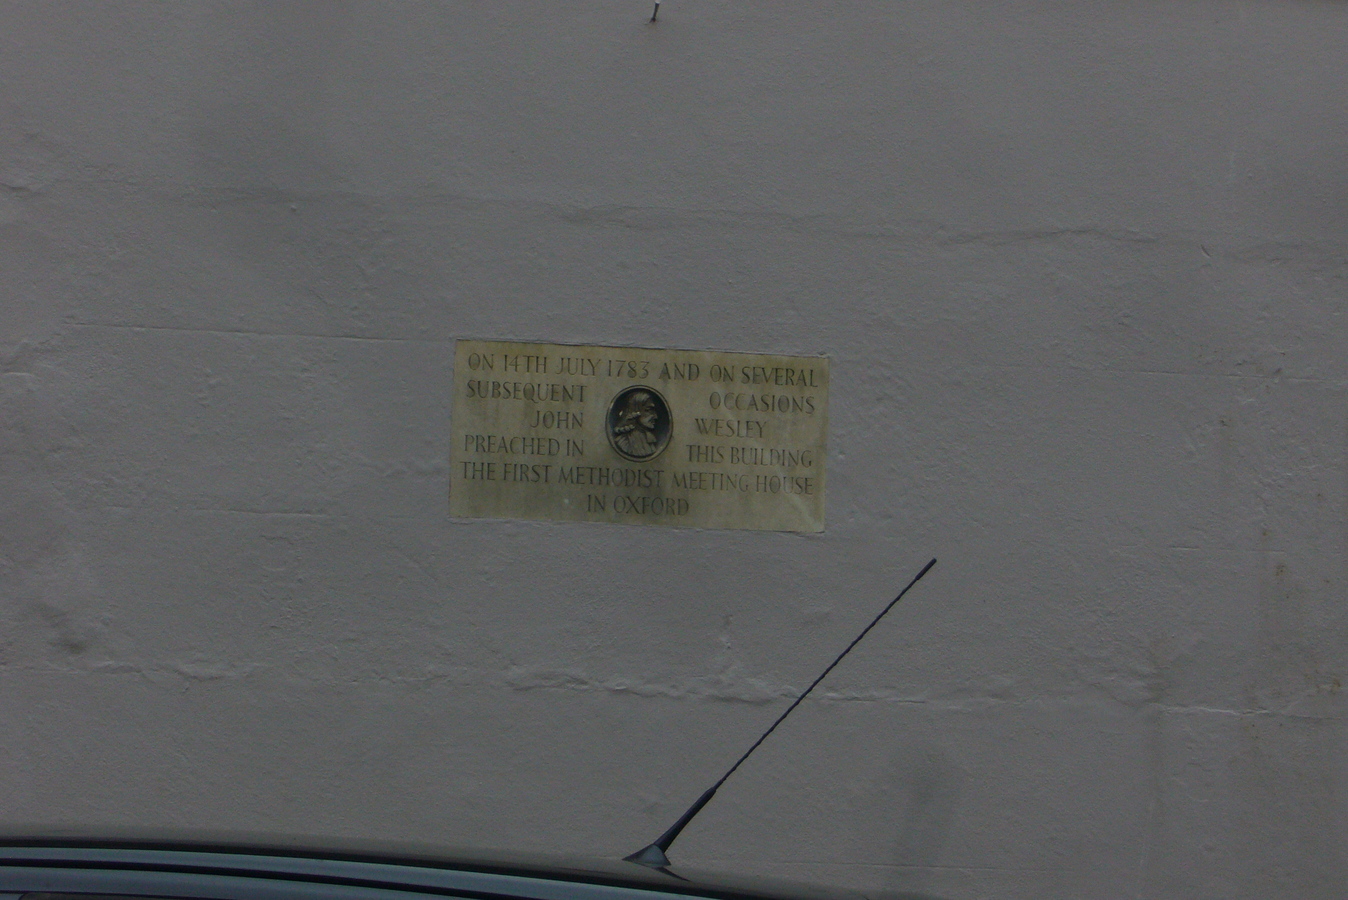 ON 14TH JULY 1783 AND ON SEVERAL
SUBSEQUENT OCCASIONS
JOHN WESLEY
PREACHED IN THIS BUILDING
THE FIRST METHODIST MEETING HOUSE
IN OXFORD